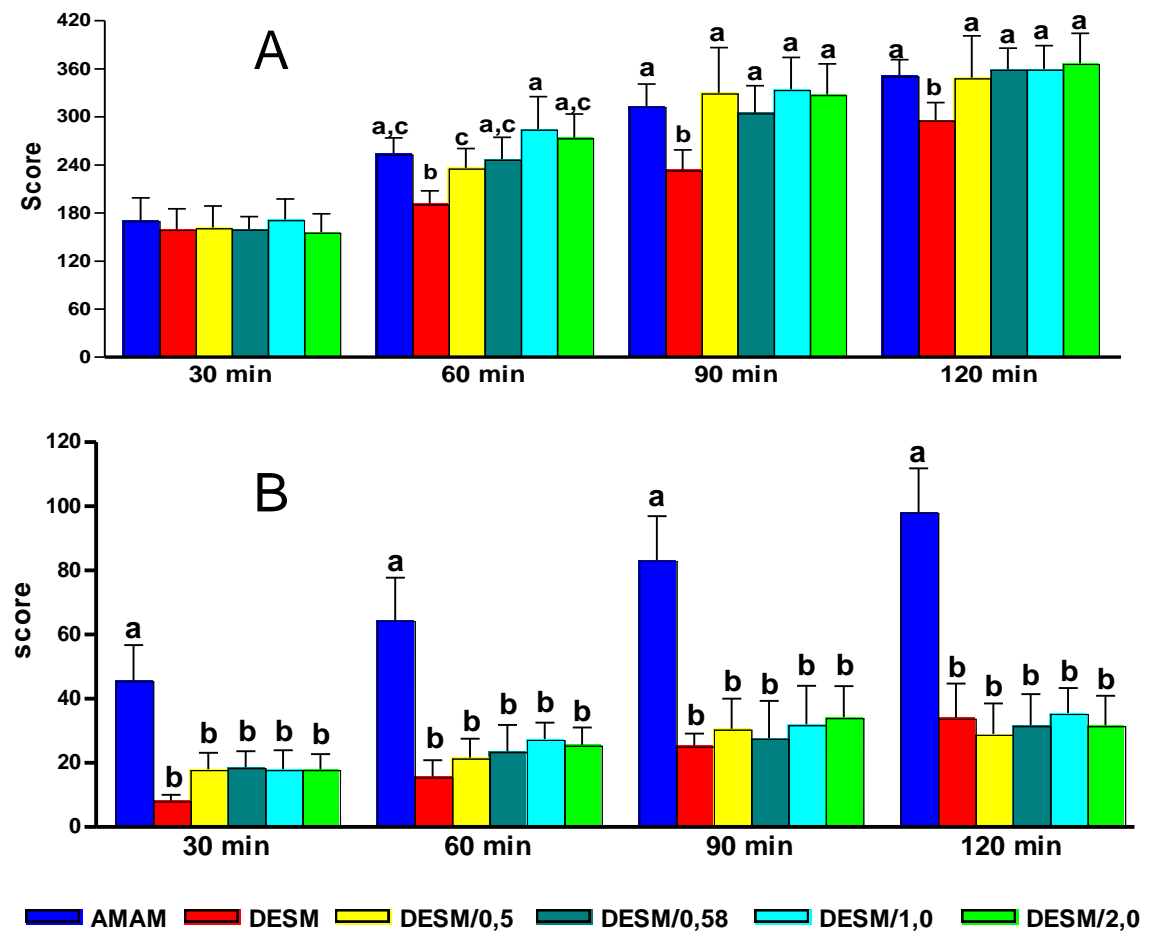 420
360
300
240
180
120
60
0
Score
A
a,c
b
c
a,c
a
a,c
a
b
a
a
a
a
a
b
a
a
a
a
30 min 60 min 90 min 120 min
120
100
80
60
40
20
0
score
B
a
b
b
b
b
b
a
b
b
b
b
b
a
b
b
b
b
b
a
b
b
b
b
b
30 min 60 min 90 min 120 min
AMAM DESM DESM/0,5 DESM/0,58 DESM/1,0 DESM/2,0